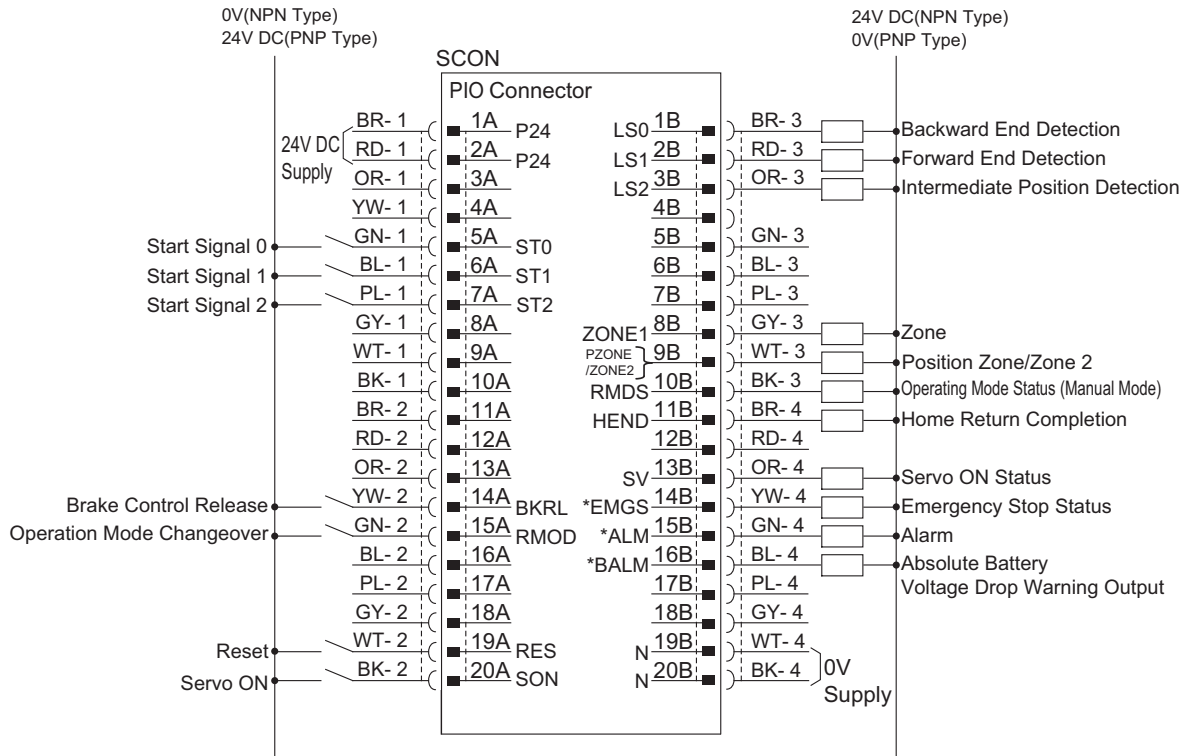 0V(NPN Type)
24V DC(PNP Type)
24V DC(NPN Type)
0V(PNP Type)
SCON
PIO Connector
24V DC
Supply
BR- 1 1A P24
RD- 1 2A P24
OR- 1 3A
YW- 1 4A
Start Signal 0 GN- 1 5A ST0
Start Signal 1 BL- 1 6A ST1
Start Signal 2 PL- 1 7A ST2
GY- 1 8A
WT- 1 9A
BK- 1 10A
BR- 2 11A
RD- 2 12A
OR- 2 13A
Brake Control Release YW- 2 14A BKRL
Operation Mode Changeover GN- 2 15A RMOD
BL- 2 16A
PL- 2 17A
GY- 2 18A
Reset WT- 2 19A RES
Servo ON BK- 2 20A SON
LS0 1B BR- 3 Backward End Detection
LS1 2B RD- 3 Forward End Detection
LS2 3B OR- 3 Intermediate Position Detection
4B
5B GN- 3
6B BL- 3
7B PL- 3
ZONE1 8B GY- 3 Zone
PZONE
/ZONE2 9B WT- 3 Position Zone/Zone 2
RMDS 10B BK- 3 Operating Mode Status (Manual Mode)
HEND 11B BR- 4 Home Return Completion
12B RD- 4
SV 13B OR- 4 Servo ON Status
*EMGS 14B YW- 4 Emergency Stop Status
*ALM 15B GN- 4 Alarm
*BALM 16B BL- 4 Absolute Battery
Voltage Drop Warning Output
17B PL- 4
18B GY- 4
N 19B WT- 4
N 20B BK- 4
0V
Supply